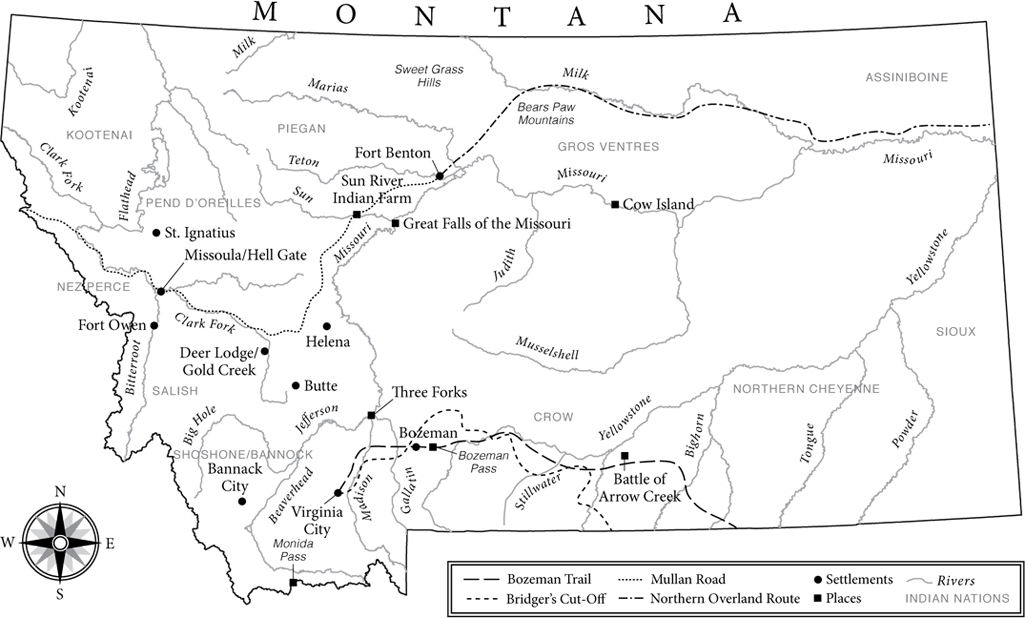 MONTANA
Milk
Sweet Grass
Hills
Milk
ASSINIBOINE
Kootenai
Marias
Bears Paw
Mountains
KOOTENAI
PIEGAN
GROS VENTRES
Clark
Fork
Teton
Fort Benton
Missouri
Flathead
Sun
Sun River
Indian Farm
Missouri
Cow Island
PEND D'OREILLES
Great Falls of the Missouri
St. Ignatius
Missouri
Missoula/Hell Gate
Judith
Yellowstone
NEZ PERCE
Fort Owen
Clark Fork
Helena
SIOUX
Deer Lodge/
Gold Creek
Musselshell
Bitterroot
SALISH
Butte
Three Forks
NORTHERN CHEYENNE
Big Hole
Jefferson
CROW
Yellowstone
Bighorn
Tongue
Powder
Bozeman
SHOSHONE/BANNOCK
Bozeman
Pass
Bannack
City
Beaverhead
Madison
Gallatin
Stillwater
Battle of
Arrow Creek
Virginia
City
Monida
Pass
N
W
E
S
Bozeman Trail
Mullan Road
Settlements
Rivers
Bridger's Cut-Off
Northern Overland Route
Places
INDIAN NATIONS